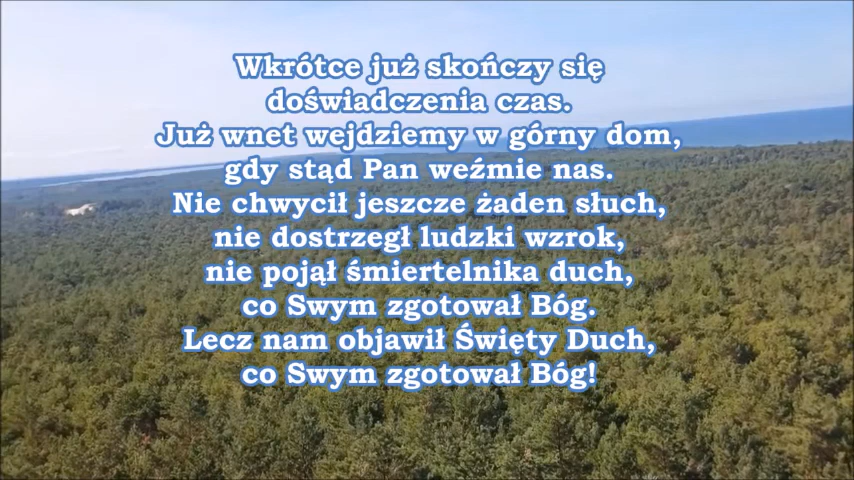 Wkrótce już skończy się
doświadczenia czas.
Już wnet wejdziemy w górny dom,
gdy stąd Pan weźmie nas.
Nie chwycił jeszcze żaden słuch,
nie dostrzegł ludzki wzrok,
nie pojął śmiertelnika duch,
co Swym zgotował Bóg.
Lecz nam objawił Święty Duch,
co Swym zgotował Bóg!